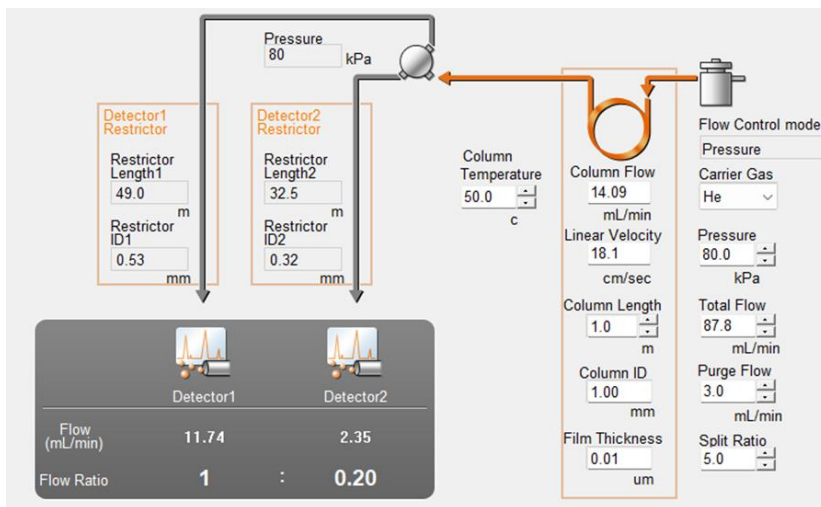 Pressure
80 kPa
Detector1
Restrictor
Restrictor
Length1
49.0
m
Restrictor
ID1
0.53
mm
Detector2
Restrictor
Restrictor
Length2
32.5
m
Restrictor
ID2
0.32
mm
Column
Temperature
50.0
c
Column Flow
14.09
mL/min
Linear Velocity
18.1
cm/sec
Column Length
1.0
m
Column ID
1.00
mm
Film Thickness
0.01
um
Flow Control mode
Pressure
Carrier Gas
He
Pressure
80.0
kPa
Total Flow
87.8
mL/min
Purge Flow
3.0
mL/min
Split Ratio
5.0
Detector1 Detector2
Flow
(mL/min) 11.74 2.35
Flow Ratio 1 : 0.20